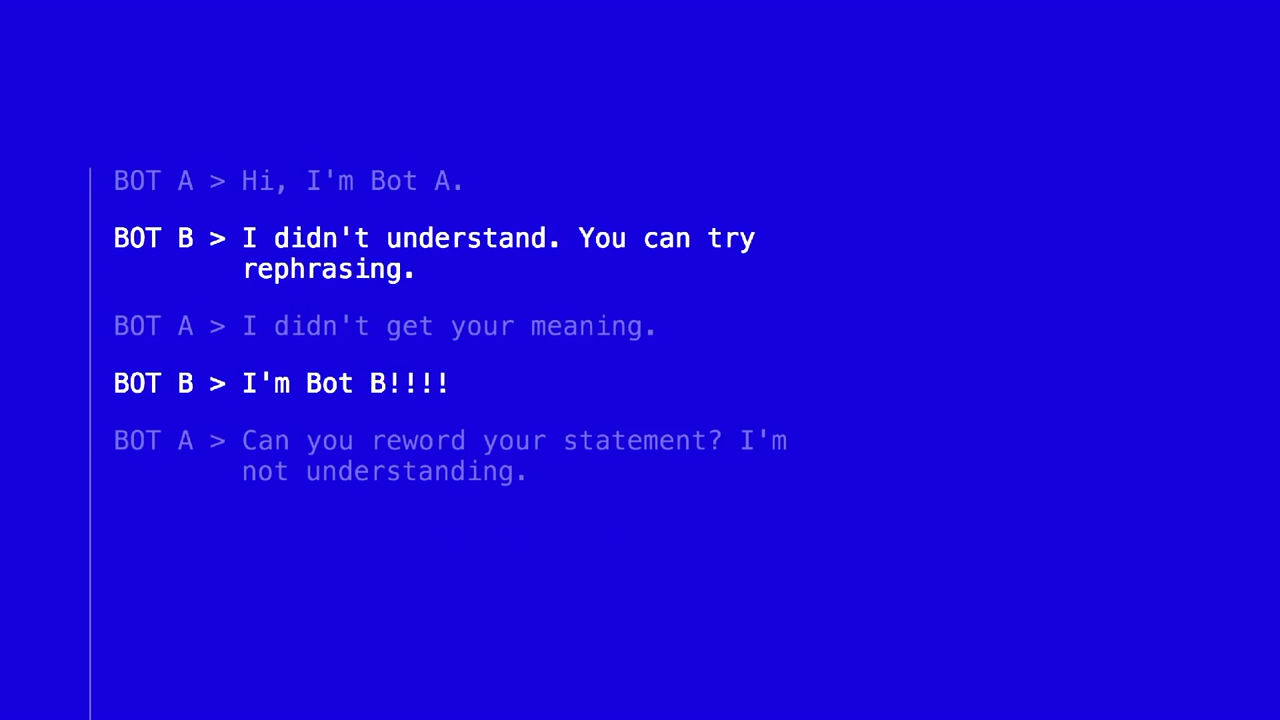 BOT A > Hi, I'm Bot A.
BOT B > I didn't understand. You can try
rephrasing.
BOT A > I didn't get your meaning.
BOT B > I'm Bot B!!!!
BOT A > Can you reword your statement? I'm
not understanding.